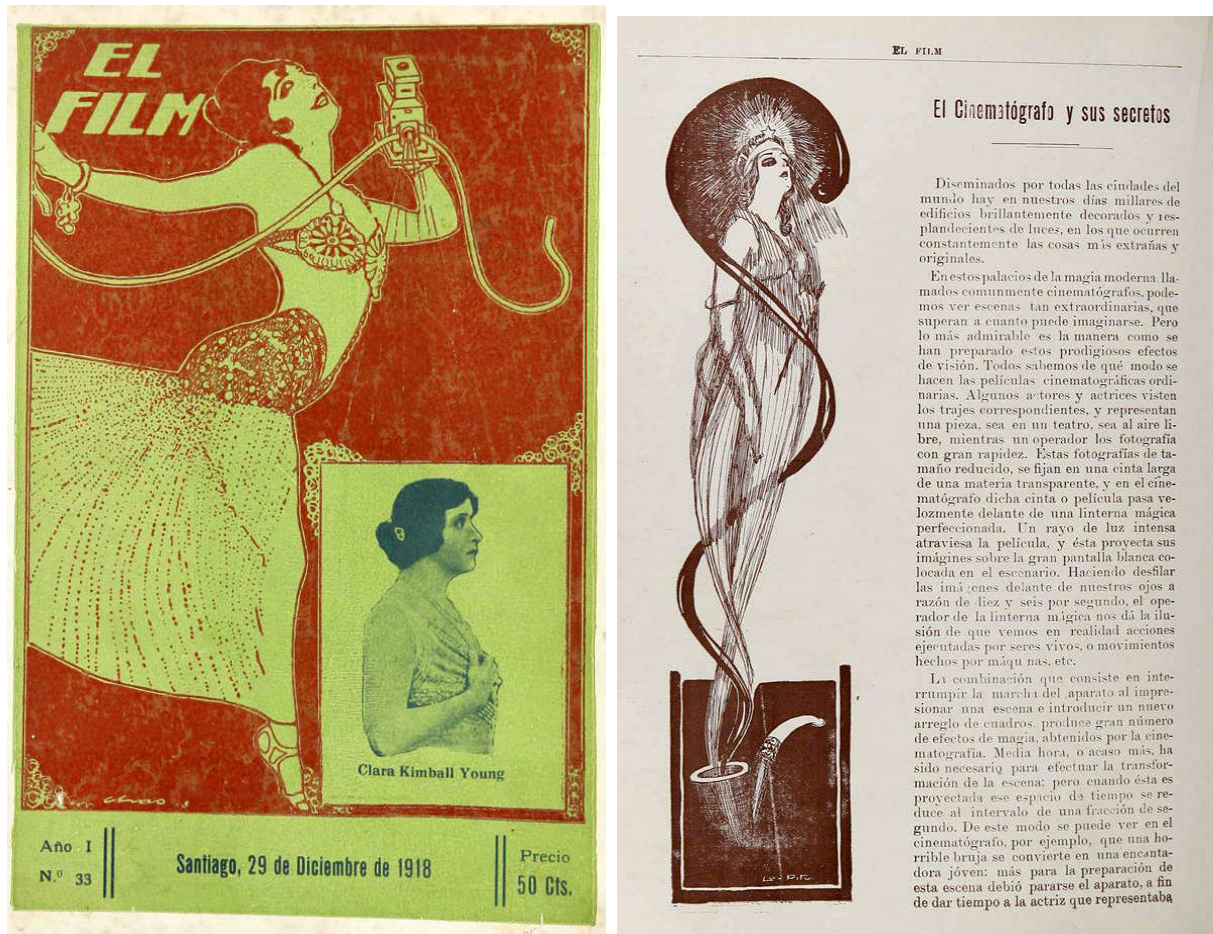 EL
FILM
Clara Kimball Young
Año I
N.º 33
Santiago, 29 de Diciembre de 1918
Precio
50 Cts.
EL FILM
El Cinematógrafo y sus secretos
Diseminados por todas las ciudades del
mundo hay en nuestros días millares de
edificios brillantemente decorados y res-
plandecientes de luces, en los que ocurren
constantemente las cosas más extrañas y
originales.
En estos palacios de la magia moderna lla-
mados comunmente cinematógrafos, pode-
mos ver escenas tan extraordinarias, que
superan a cuanto puede imaginarse. Pero
lo más admirable es la manera como se
han preparado estos prodigiosos efectos
de visión. Todos sabemos de qué modo se
hacen las películas cinematográficas ordi-
narias. Algunos actores y actrices visten
los trajes correspondientes, y representan
una pieza, sea en un teatro, sea al aire li-
bre, mientras un operador los fotografía
con gran rapidez. Estas fotografías de ta-
maño reducido, se fijan en una cinta larga
de una materia transparente, y en el cine-
matógrafo dicha cinta o película pasa ve-
lozmente delante de una linterna mágica
perfeccionada. Un rayo de luz intensa
atraviesa la película, y ésta proyecta sus
imágines sobre la gran pantalla blanca co-
locada en el escenario. Haciendo desfilar
las imágenes delante de nuestros ojos a
razón de diez y seis por segundo, el ope-
rador de la linterna mágica nos dá la ilu-
sión de que vemos en realidad acciones
ejecutadas por seres vivos, o movimientos
hechos por máquinas, etc.
La combinación que consiste en inte-
rrumpir la marcha del aparato al impre-
sionar una escena e introducir un nuevo
arreglo de cuadros, produce gran número
de efectos de magia, obtenidos por la cine-
matografía. Media hora, o acaso más, ha
sido necesario para efectuar la transfor-
mación de la escena; pero cuando ésta es
proyectada ese espacio de tiempo se re-
duce al intervalo de una fracción de se-
gundo. De este modo se puede ver en el
cinematógrafo, por ejemplo, que una ho-
rrible bruja se convierte en una encanta-
dora jóven: más para la preparación de
esta escena debió pararse el aparato, a fin
de dar tiempo a la actriz que representaba